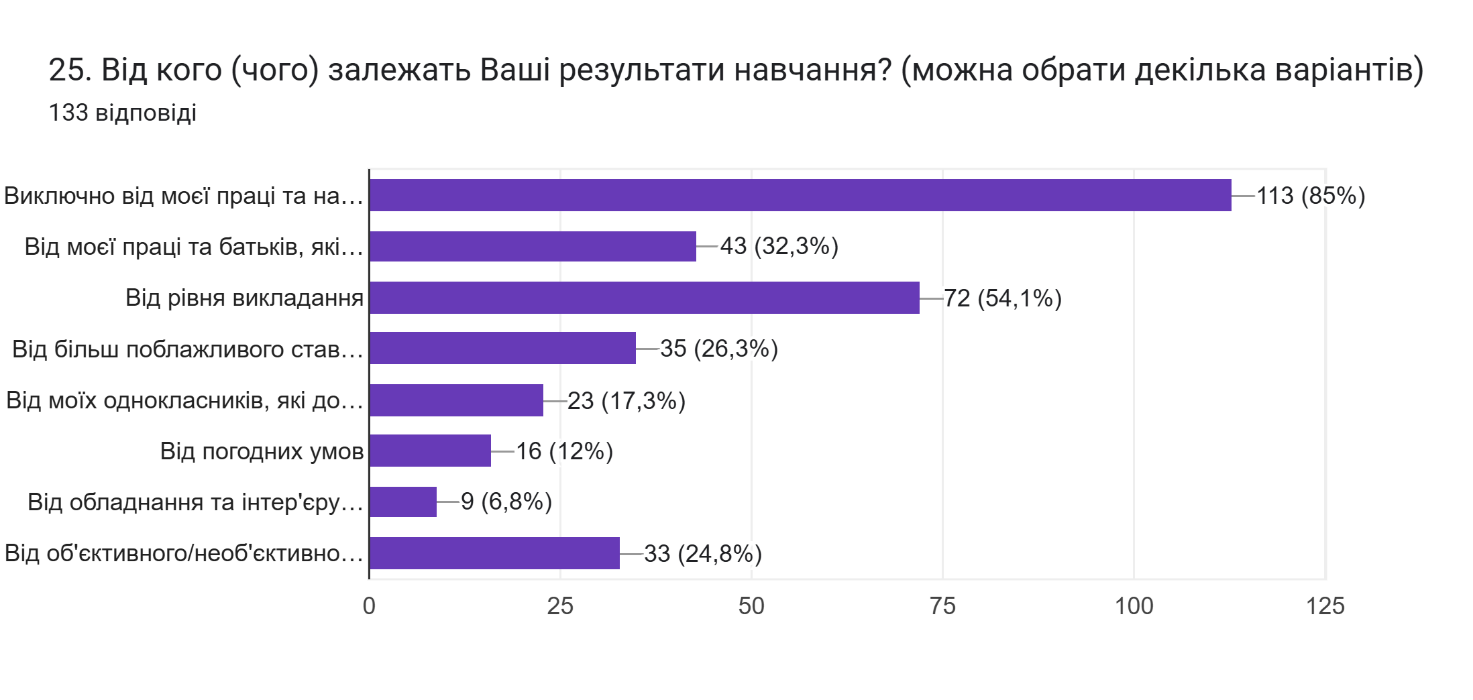 25. Від кого (чого) залежать Ваші результати навчання? (можна обрати декілька варіантів)
133 відповіді
Виключно від моєї праці та на… 113 (85%)
Від моєї праці та батьків, які… 43 (32,3%)
Від рівня викладання 72 (54,1%)
Від більш поблажливого став… 35 (26,3%)
Від моїх однокласників, які до… 23 (17,3%)
Від погодних умов 16 (12%)
Від обладнання та інтер'єру… 9 (6,8%)
Від об'єктивного/необ'єктивно… 33 (24,8%)
0 25 50 75 100 125